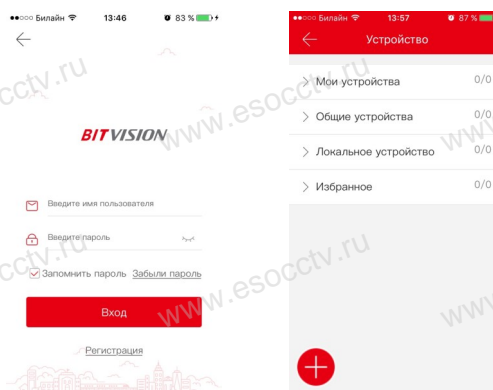 ●●○○○ Билайн 13:46 83 %
BITVISION
Введите имя пользователя
Введите пароль
Запомнить пароль Забыли пароль
Вход
Регистрация
●●○○○ Билайн 13:57 87 %
Устройство
Мои устройства 0/0
Общие устройства 0/0
Локальное устройство 0/0
Избранное 0/0
www.esocctv.ru